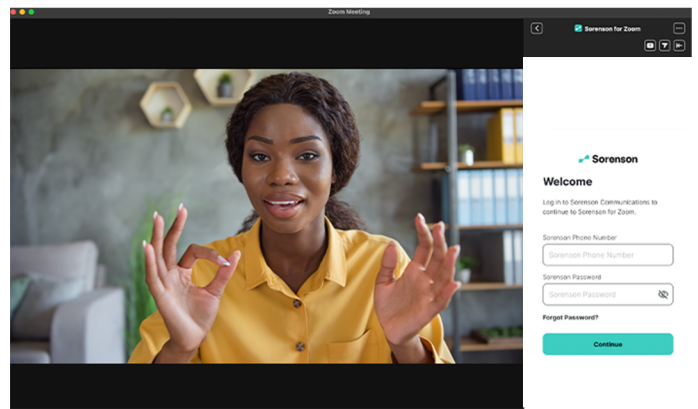 Zoom Meeting
Sorenson for Zoom
Sorenson
Welcome
Log in to Sorenson Communications to
continue to Sorenson for Zoom.
Sorenson Phone Number
Sorenson Phone Number
Sorenson Password
Sorenson Password
Forgot Password?
Continue